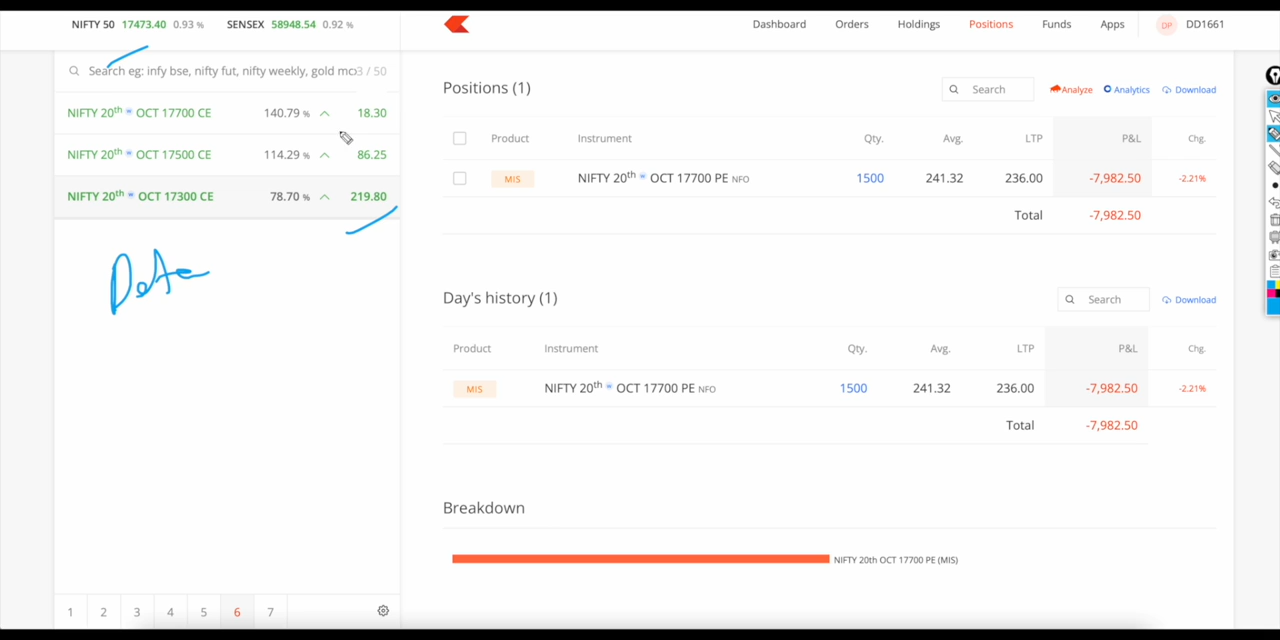 NIFTY 50 17473.40 0.93 % SENSEX 58948.54 0.92 %
Dashboard Orders Holdings Positions Funds Apps DP DD1661
Search eg: infy bse, nifty fut, nifty weekly, gold mc 3 / 50
NIFTY 20th W OCT 17700 CE 140.79 % 18.30
NIFTY 20th W OCT 17500 CE 114.29 % 86.25
NIFTY 20th W OCT 17300 CE 78.70 % 219.80
1 2 3 4 5 6 7
Positions (1) Search Analyze Analytics Download
Product Instrument Qty. Avg. LTP P&L Chg.
MIS NIFTY 20th W OCT 17700 PE NFO 1500 241.32 236.00 -7,982.50 -2.21%
Total -7,982.50
Day's history (1) Search Download
Product Instrument Qty. Avg. LTP P&L Chg.
MIS NIFTY 20th W OCT 17700 PE NFO 1500 241.32 236.00 -7,982.50 -2.21%
Total -7,982.50
Breakdown
NIFTY 20th OCT 17700 PE (MIS)